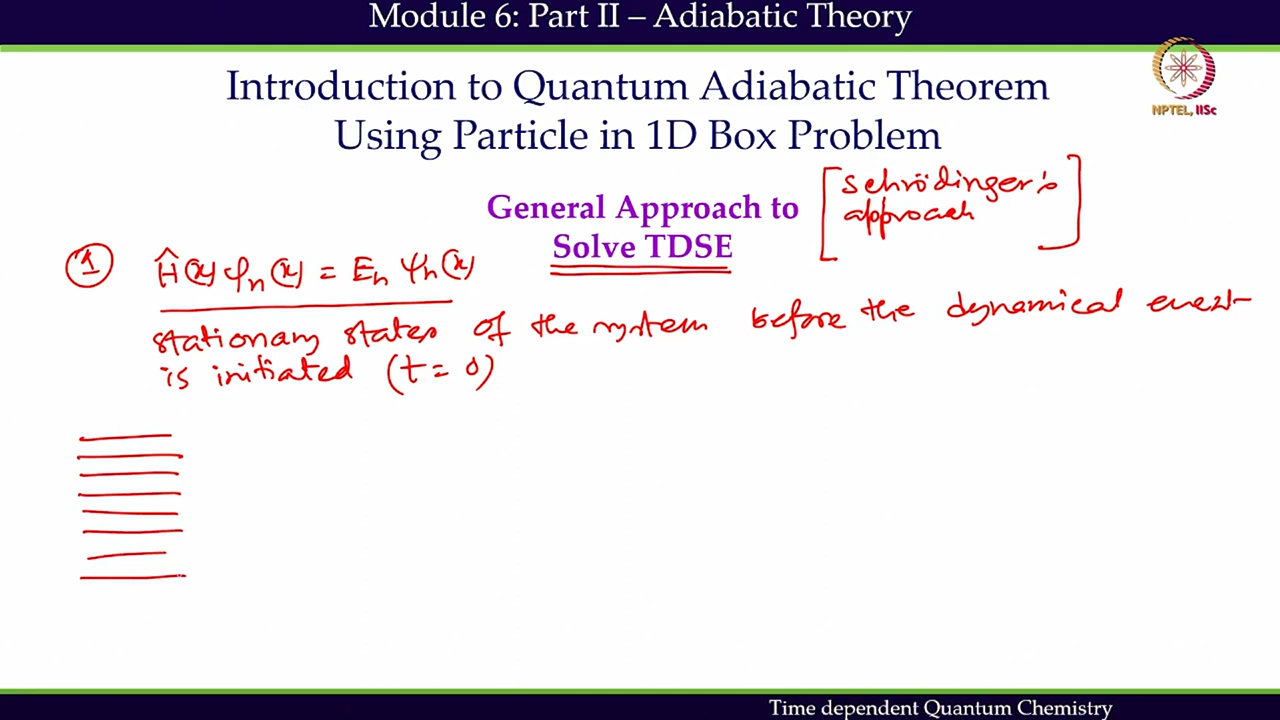 Module 6: Part II – Adiabatic Theory
Introduction to Quantum Adiabatic Theorem
Using Particle in 1D Box Problem
NPTEL, IISc
General Approach to
Solve TDSE
[Schrödinger's
approach]
① Ĥ(x) φₙ(x) = Eₙ ψₙ(x)
stationary states of the system before the dynamical event
is initiated (t = 0)
Time dependent Quantum Chemistry